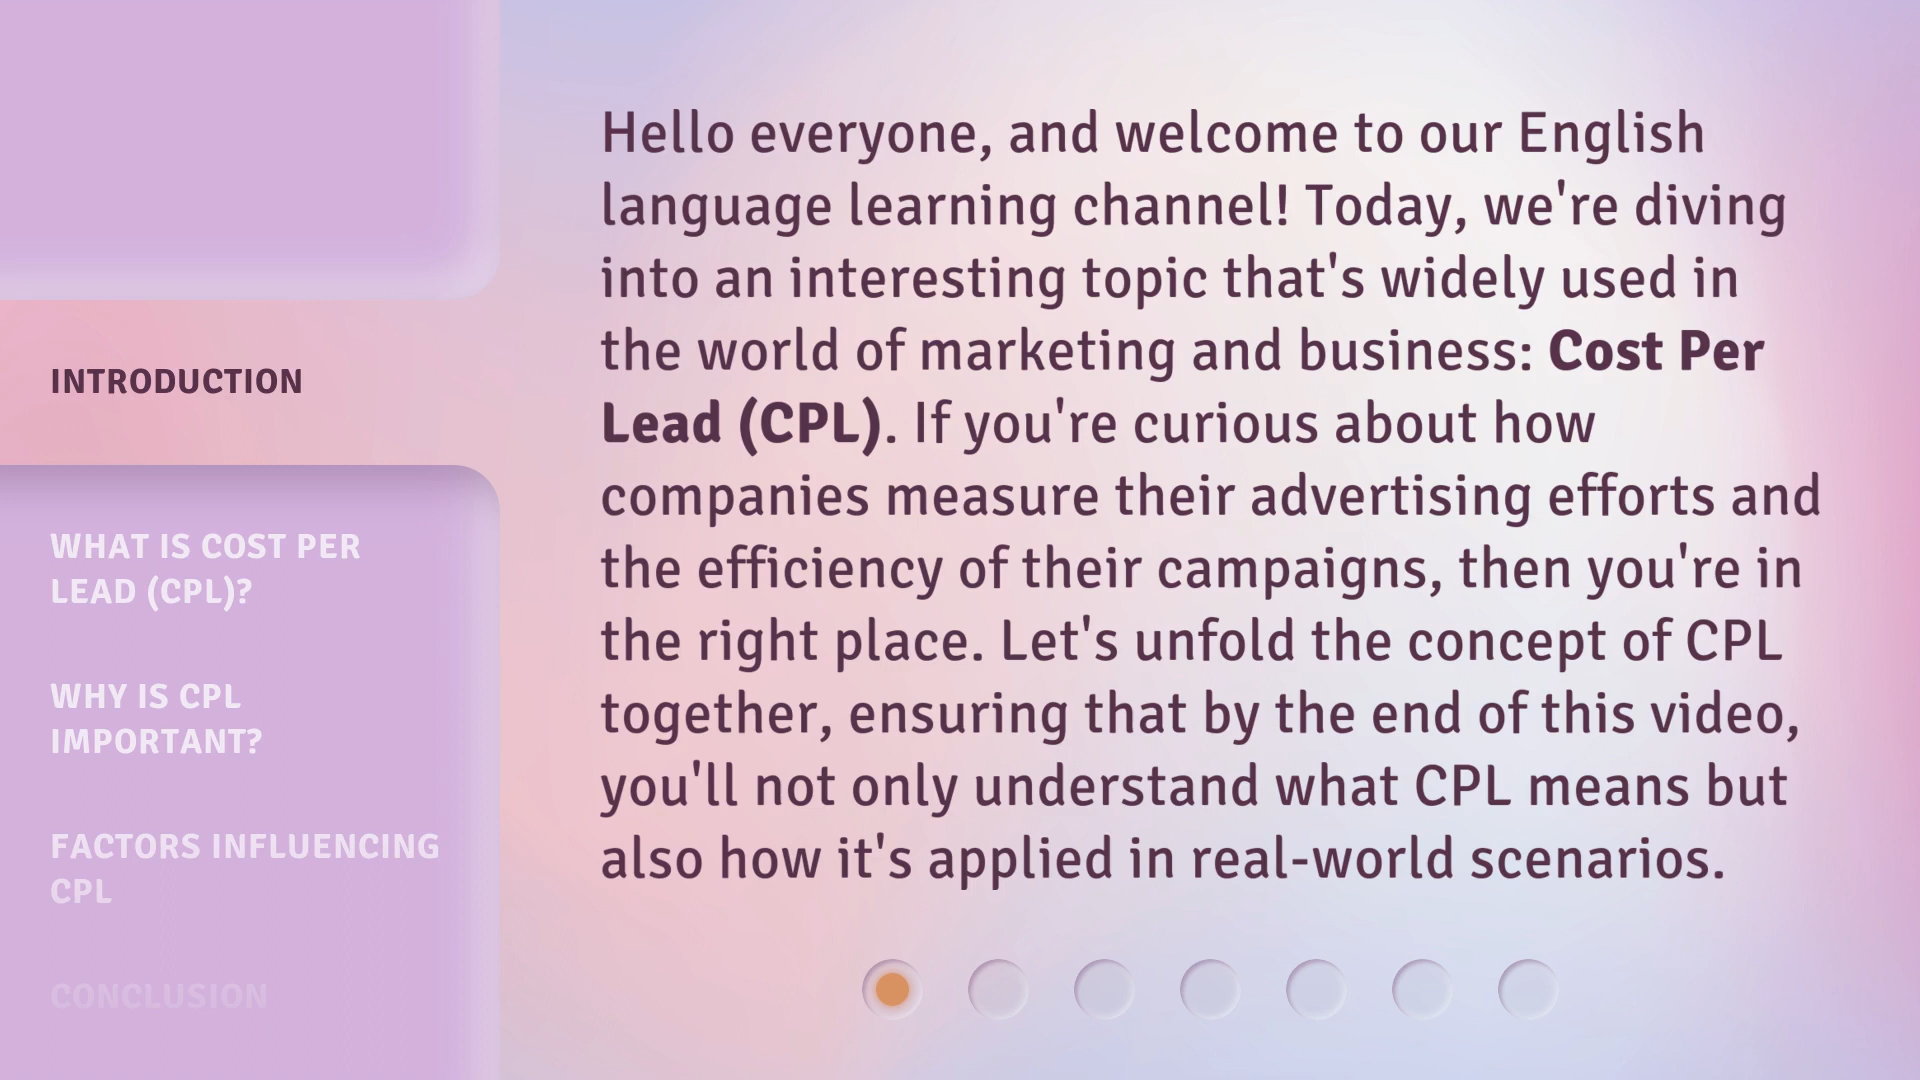 INTRODUCTION
WHAT IS COST PER
LEAD (CPL)?
WHY IS CPL
IMPORTANT?
FACTORS INFLUENCING
CPL
CONCLUSION
Hello everyone, and welcome to our English
language learning channel! Today, we're diving
into an interesting topic that's widely used in
the world of marketing and business: Cost Per
Lead (CPL). If you're curious about how
companies measure their advertising efforts and
the efficiency of their campaigns, then you're in
the right place. Let's unfold the concept of CPL
together, ensuring that by the end of this video,
you'll not only understand what CPL means but
also how it's applied in real-world scenarios.